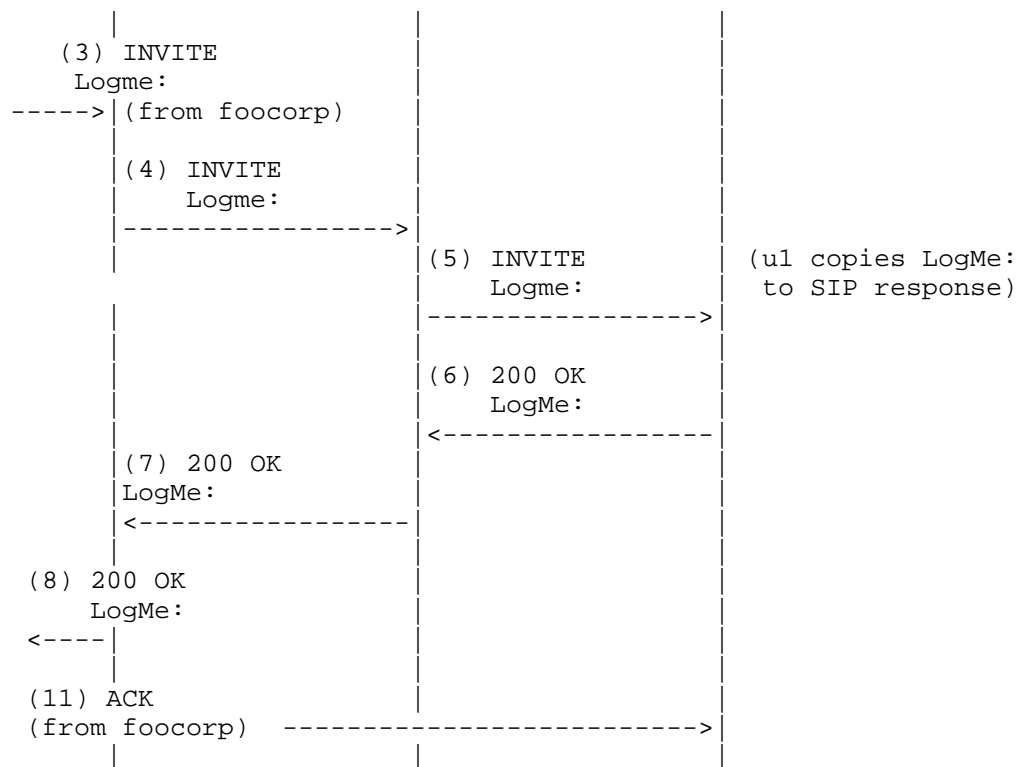 (3) INVITE
Logme:
(from foocorp)
(4) INVITE
Logme:
(5) INVITE (u1 copies LogMe:
Logme: to SIP response)
(6) 200 OK
LogMe:
(7) 200 OK
LogMe:
(8) 200 OK
LogMe:
(11) ACK
(from foocorp)